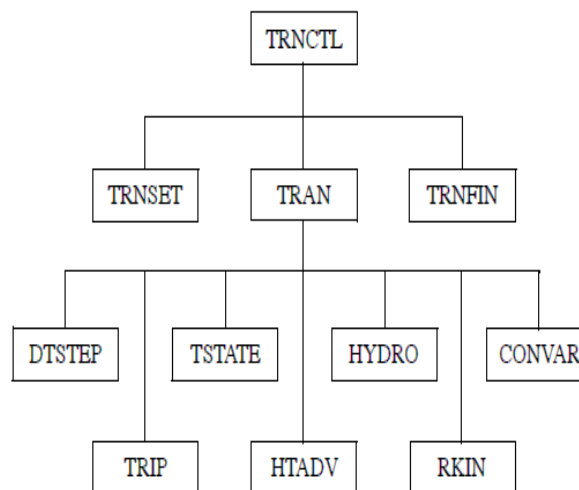 TRNCTL
TRNSET TRAN TRNFIN
DTSTEP TSTATE HYDRO CONVAR
TRIP HTADV RKIN